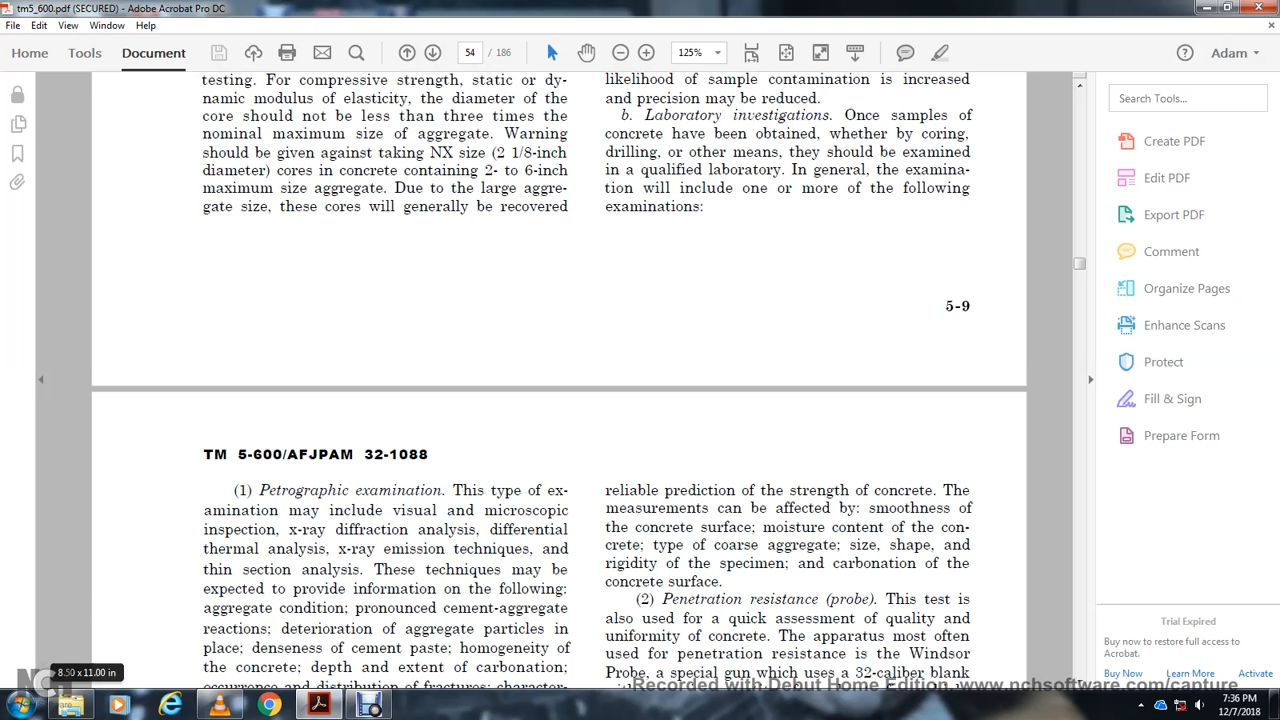 tm5_600.pdf (SECURED) - Adobe Acrobat Pro DC
File Edit View Window Help
Home Tools Document
54 / 186
125%
Adam
testing. For compressive strength, static or dy-
namic modulus of elasticity, the diameter of the
core should not be less than three times the
nominal maximum size of aggregate. Warning
should be given against taking NX size (2 1/8-inch
diameter) cores in concrete containing 2- to 6-inch
maximum size aggregate. Due to the large aggre-
gate size, these cores will generally be recovered
likelihood of sample contamination is increased
and precision may be reduced.
b. Laboratory investigations. Once samples of
concrete have been obtained, whether by coring,
drilling, or other means, they should be examined
in a qualified laboratory. In general, the examina-
tion will include one or more of the following
examinations:
5-9
TM 5-600/AFJPAM 32-1088
(1) Petrographic examination. This type of ex-
amination may include visual and microscopic
inspection, x-ray diffraction analysis, differential
thermal analysis, x-ray emission techniques, and
thin section analysis. These techniques may be
expected to provide information on the following:
aggregate condition; pronounced cement-aggregate
reactions; deterioration of aggregate particles in
place; denseness of cement paste; homogeneity of
the concrete; depth and extent of carbonation;
occurrence and distribution of fractures; character-
reliable prediction of the strength of concrete. The
measurements can be affected by: smoothness of
the concrete surface; moisture content of the con-
crete; type of coarse aggregate; size, shape, and
rigidity of the specimen; and carbonation of the
concrete surface.
(2) Penetration resistance (probe). This test is
also used for a quick assessment of quality and
uniformity of concrete. The apparatus most often
used for penetration resistance is the Windsor
Probe, a special gun which uses a 32-caliber blank
Search Tools...
Create PDF
Edit PDF
Export PDF
Comment
Organize Pages
Enhance Scans
Protect
Fill & Sign
Prepare Form
Trial Expired
Buy now to restore full access to
Acrobat.
Buy Now Learn More Activate
8.50 x 11.00 in
Recorded with Debut Home Edition www.nchsoftware.com/capture
7:36 PM
12/7/2018